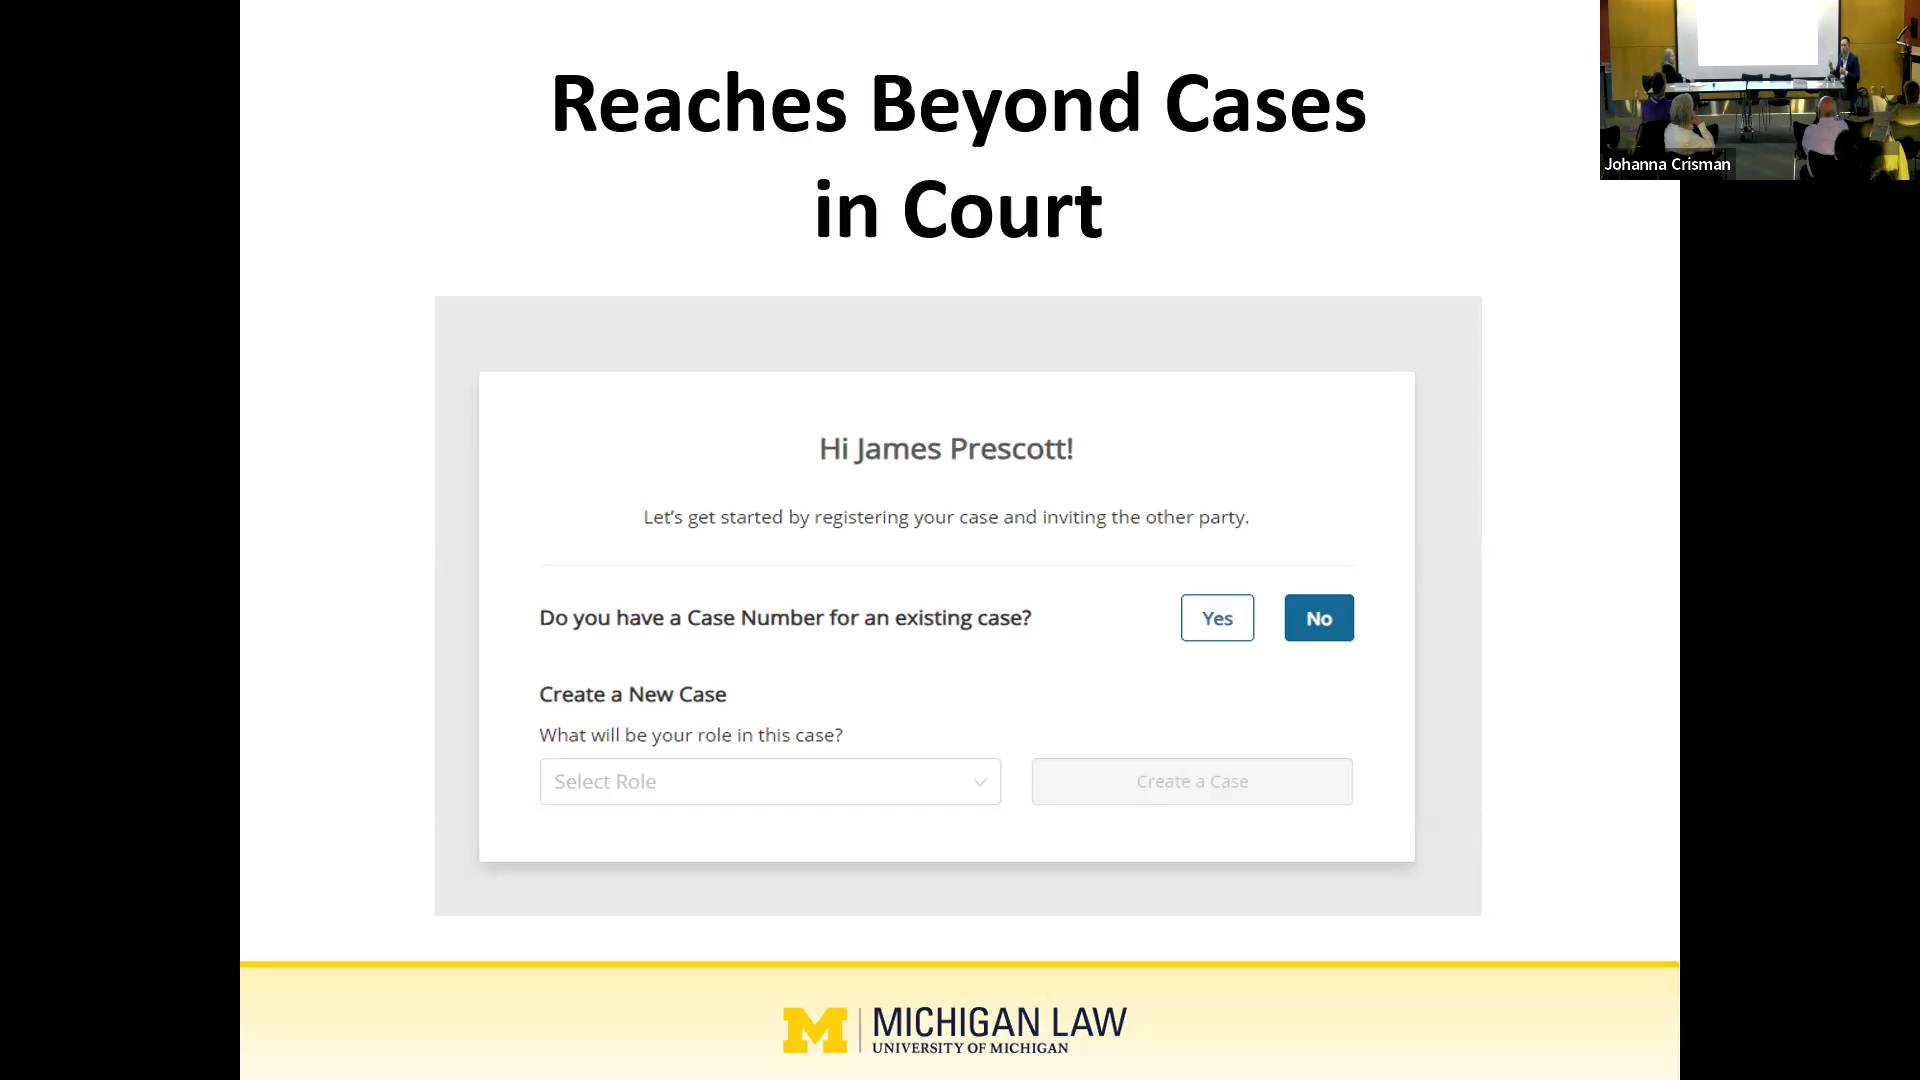 Reaches Beyond Cases
in Court
Johanna Crisman
Hi James Prescott!
Let's get started by registering your case and inviting the other party.
Do you have a Case Number for an existing case?
Yes
No
Create a New Case
What will be your role in this case?
Select Role
Create a Case
M
MICHIGAN LAW
UNIVERSITY OF MICHIGAN